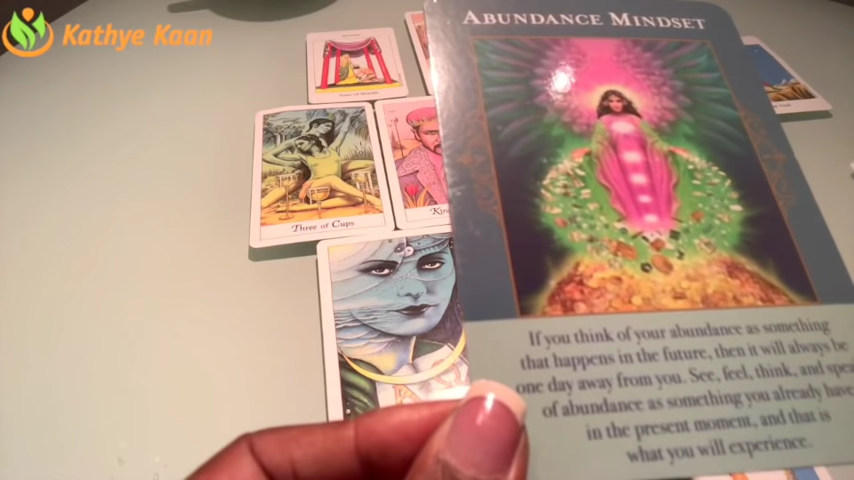 Kathye Kaan
ABUNDANCE MINDSET
Three of Cups
If you think of your abundance as something
that happens in the future, then it will always be
one day away from you. See, feel, think, and spea
of abundance as something you already have
in the present moment, and that is
what you will experience.